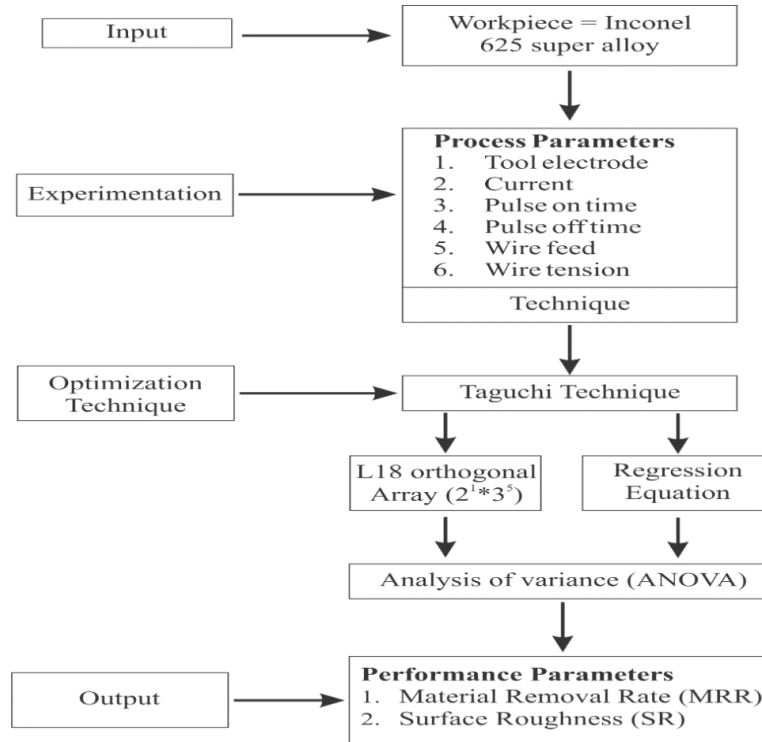 Input
Workpiece = Inconel
625 super alloy
Experimentation
Process Parameters
1. Tool electrode
2. Current
3. Pulse on time
4. Pulse off time
5. Wire feed
6. Wire tension
Technique
Optimization
Technique
Taguchi Technique
L18 orthogonal
Array (2¹*3⁵)
Regression
Equation
Analysis of variance (ANOVA)
Output
Performance Parameters
1. Material Removal Rate (MRR)
2. Surface Roughness (SR)